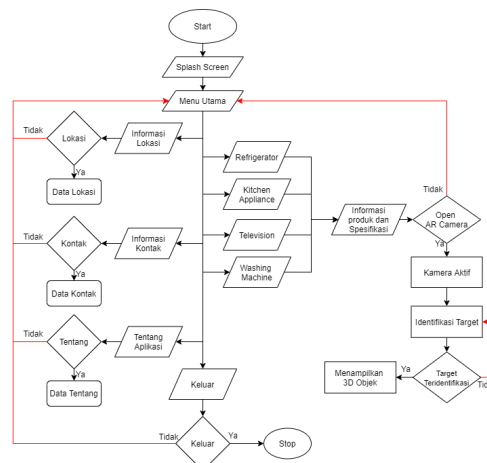 Start
Splash Screen
Menu Utama
Tidak
Lokasi
Informasi
Lokasi
Ya
Data Lokasi
Refrigerator
Kitchen
Appliance
Television
Washing
Machine
Informasi
produk dan
Spesifikasi
Tidak
Open
AR Camera
Ya
Kamera Aktif
Identifikasi Target
Target
Teridentifikasi
Ya
Menampilkan
3D Objek
Tidak
Kontak
Informasi
Kontak
Ya
Data Kontak
Tidak
Tentang
Tentang
Aplikasi
Ya
Data Tentang
Keluar
Keluar
Tidak
Ya
Stop